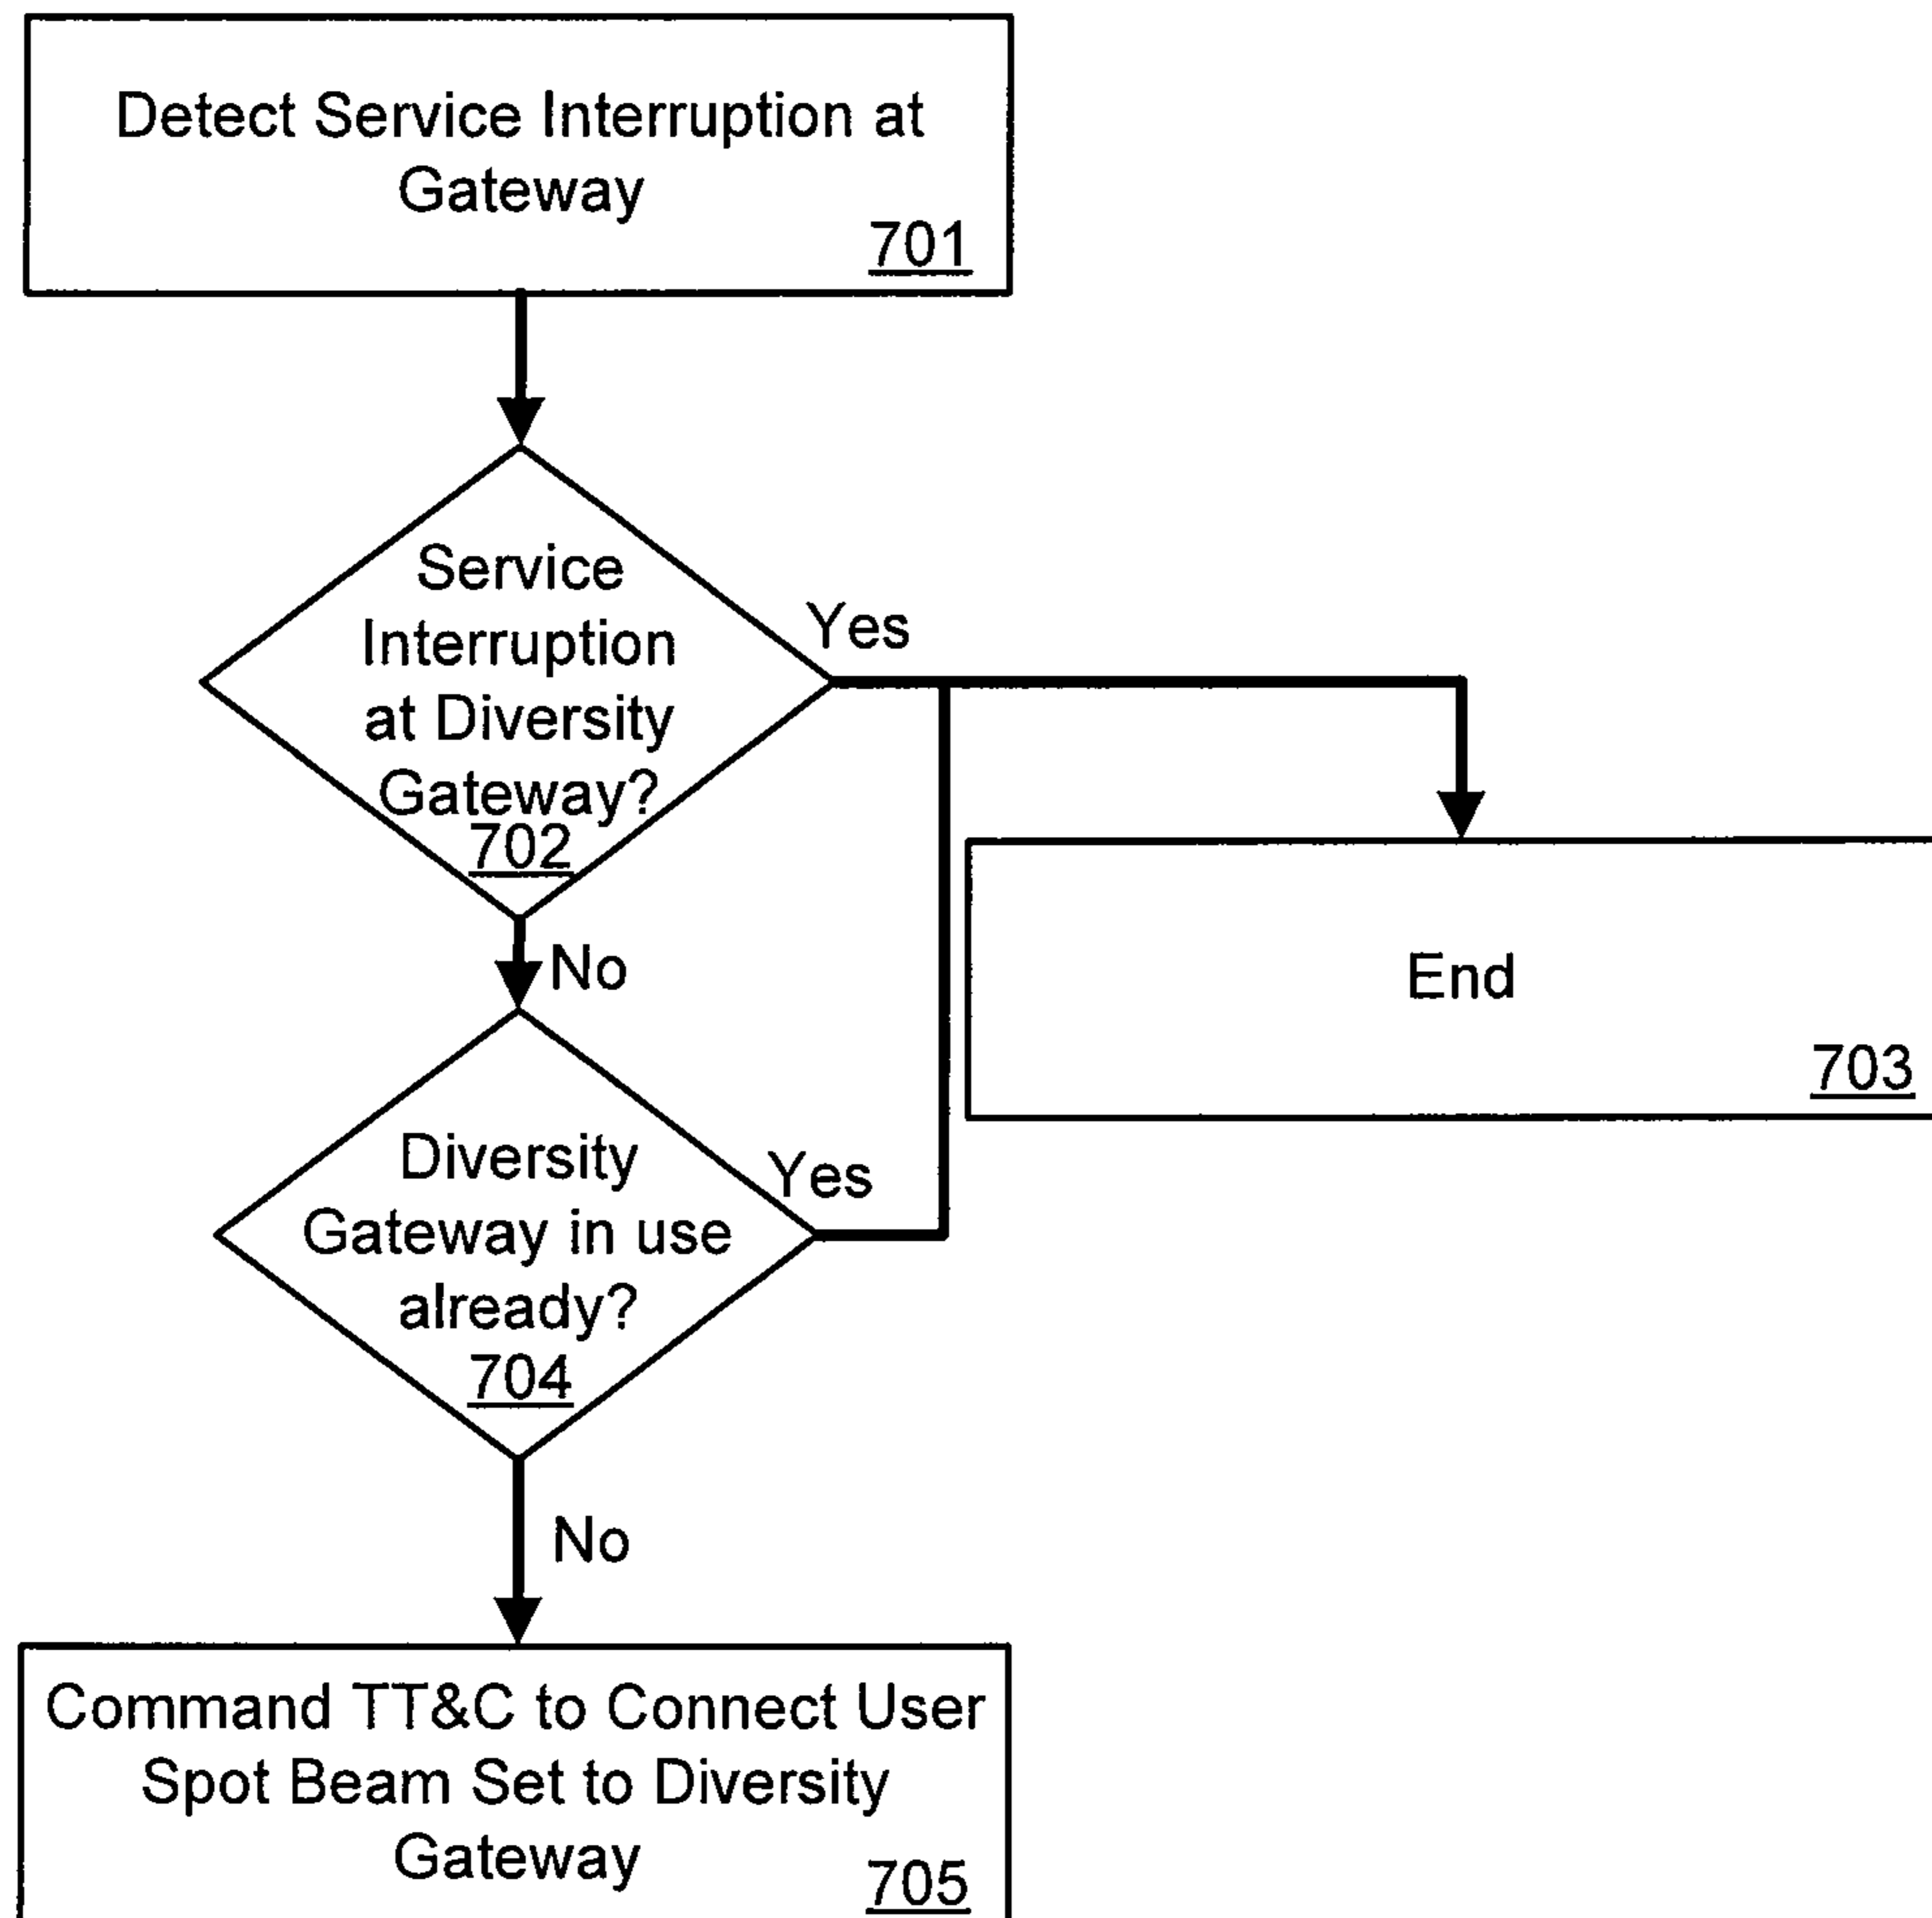 Detect Service Interruption at
Gateway
701
Service
Interruption
at Diversity
Gateway?
702
Yes
No
End
703
Diversity
Gateway in use
already?
704
Yes
No
Command TT&C to Connect User
Spot Beam Set to Diversity
Gateway
705